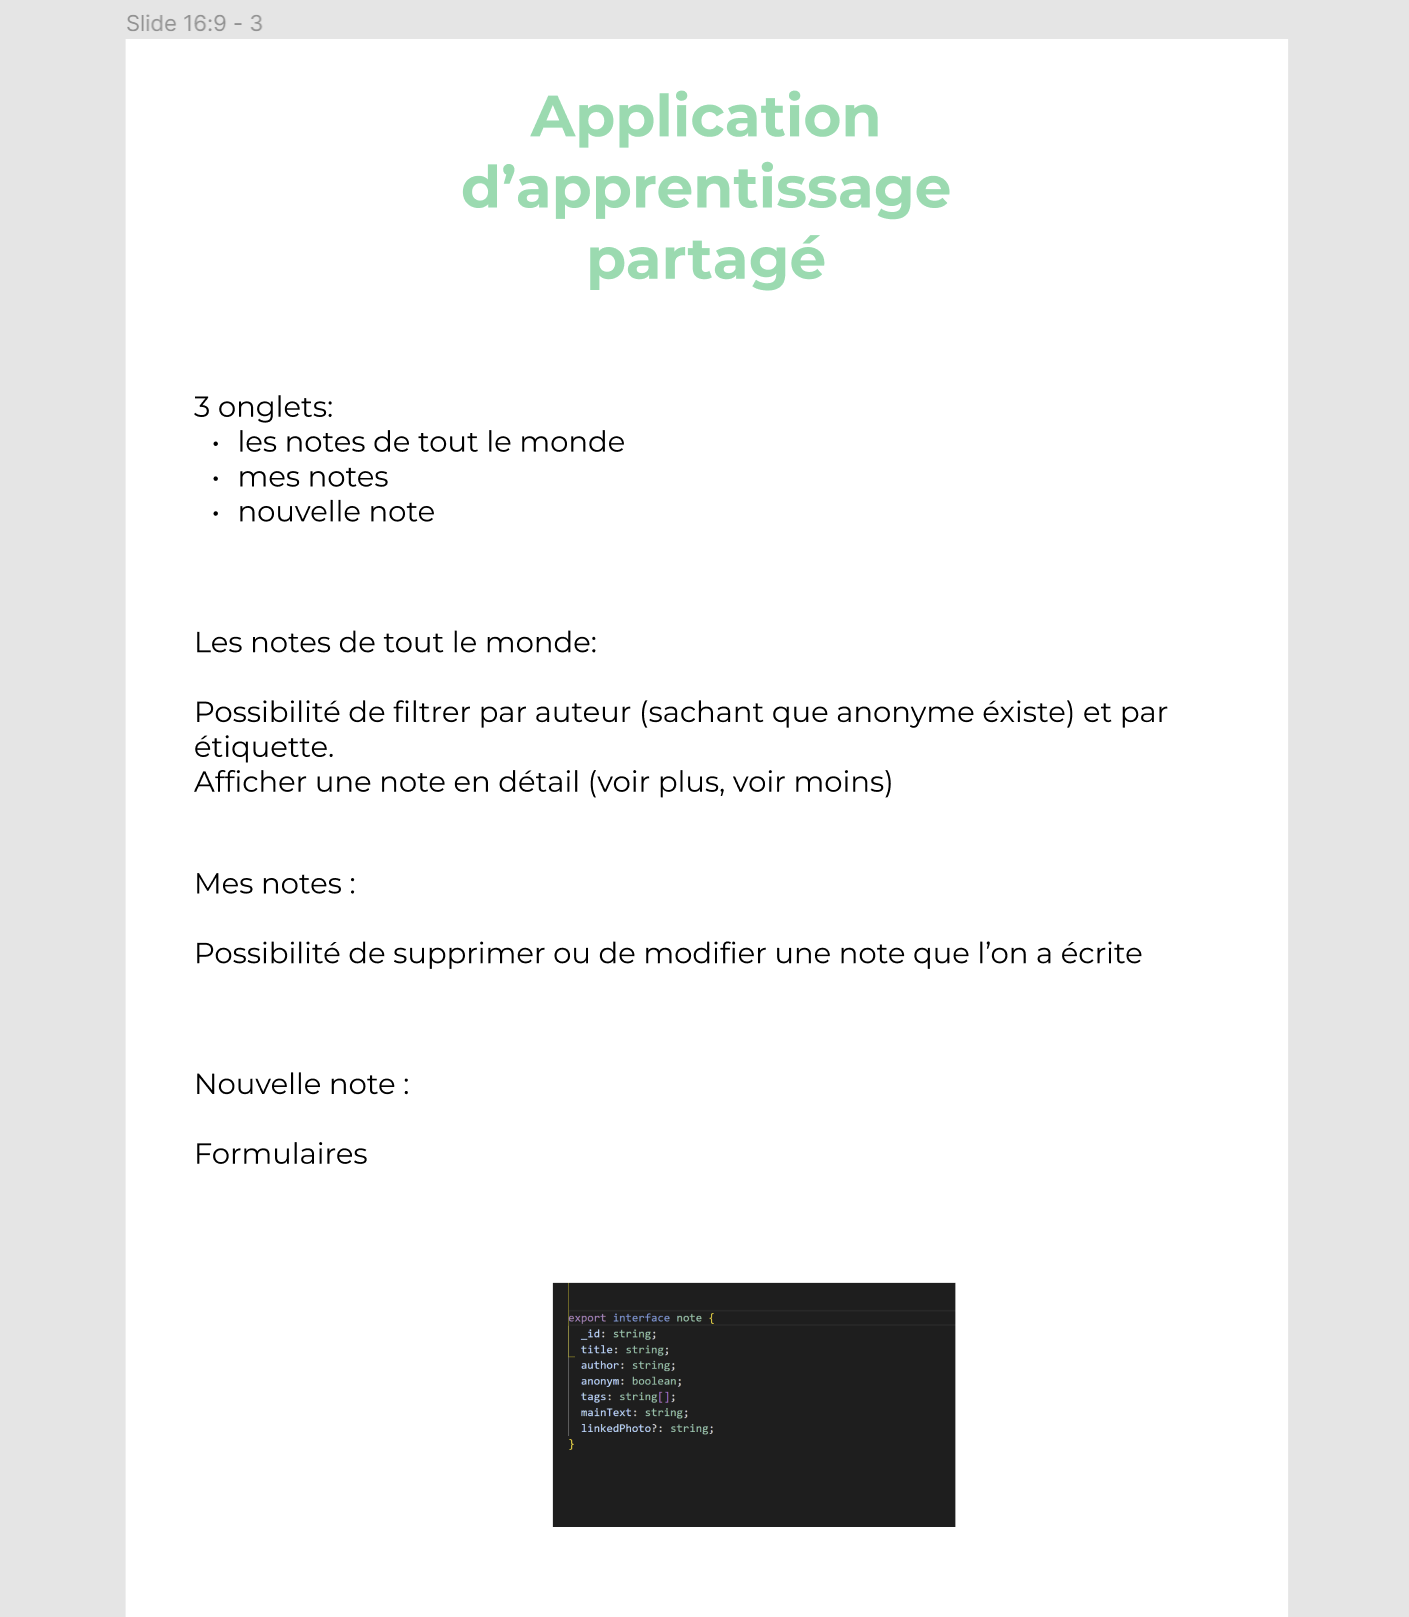 Slide 16:9 - 3
Application
d’apprentissage
partagé
3 onglets:
• les notes de tout le monde
• mes notes
• nouvelle note
Les notes de tout le monde:
Possibilité de filtrer par auteur (sachant que anonyme éxiste) et par
étiquette.
Afficher une note en détail (voir plus, voir moins)
Mes notes :
Possibilité de supprimer ou de modifier une note que l’on a écrite
Nouvelle note :
Formulaires
export interface note {
_id: string;
title: string;
author: string;
anonym: boolean;
tags: string[];
mainText: string;
linkedPhoto?: string;
}